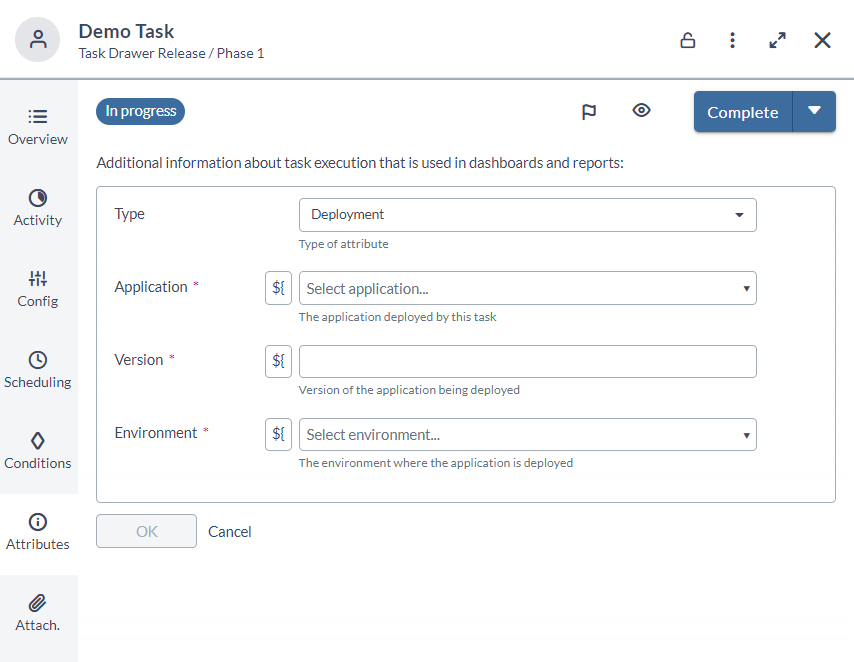 Demo Task
Task Drawer Release / Phase 1
Overview
Activity
Config
Scheduling
Conditions
Attributes
Attach.
In progress
Complete
Additional information about task execution that is used in dashboards and reports:
Type
Deployment
Type of attribute
Application *
${
Select application...
The application deployed by this task
Version *
${
Version of the application being deployed
Environment *
${
Select environment...
The environment where the application is deployed
OK
Cancel